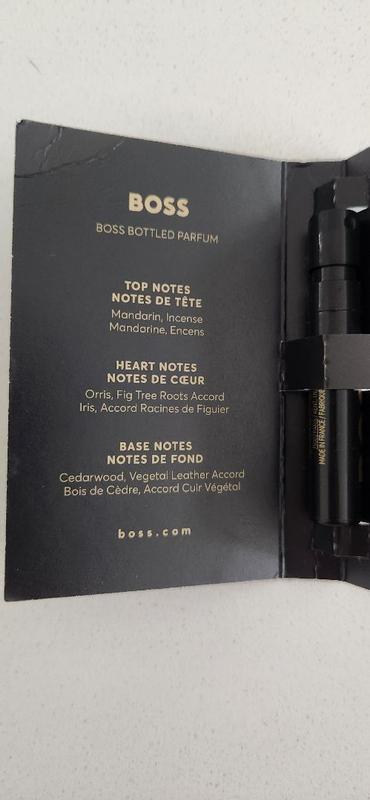 BOSS
BOSS BOTTLED PARFUM
TOP NOTES
NOTES DE TÊTE
Mandarin, Incense
Mandarine, Encens
HEART NOTES
NOTES DE CŒUR
Orris, Fig Tree Roots Accord
Iris, Accord Racines de Figuier
BASE NOTES
NOTES DE FOND
Cedarwood, Vegetal Leather Accord
Bois de Cèdre, Accord Cuir Végétal
boss.com
MADE IN FRANCE / FABRIQUÉ